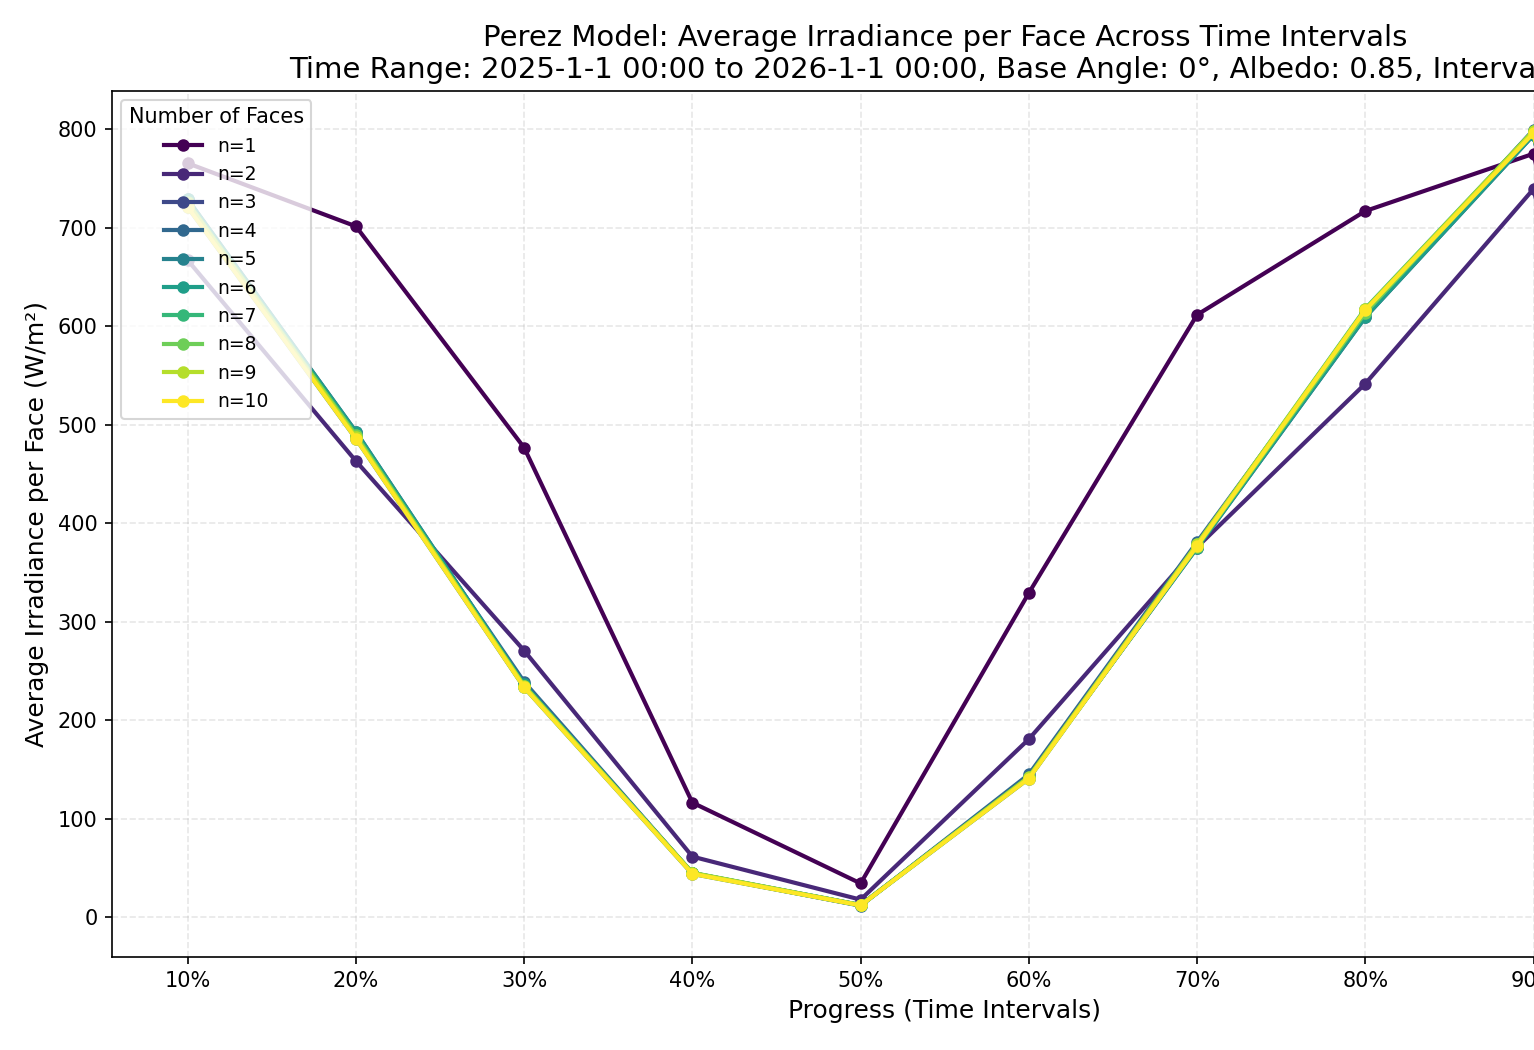 Perez Model: Average Irradiance per Face Across Time Intervals
Time Range: 2025-1-1 00:00 to 2026-1-1 00:00, Base Angle: 0°, Albedo: 0.85, Interva
Number of Faces
n=1
n=2
n=3
n=4
n=5
n=6
n=7
n=8
n=9
n=10
Average Irradiance per Face (W/m²)
800
700
600
500
400
300
200
100
0
10% 20% 30% 40% 50% 60% 70% 80% 90
Progress (Time Intervals)